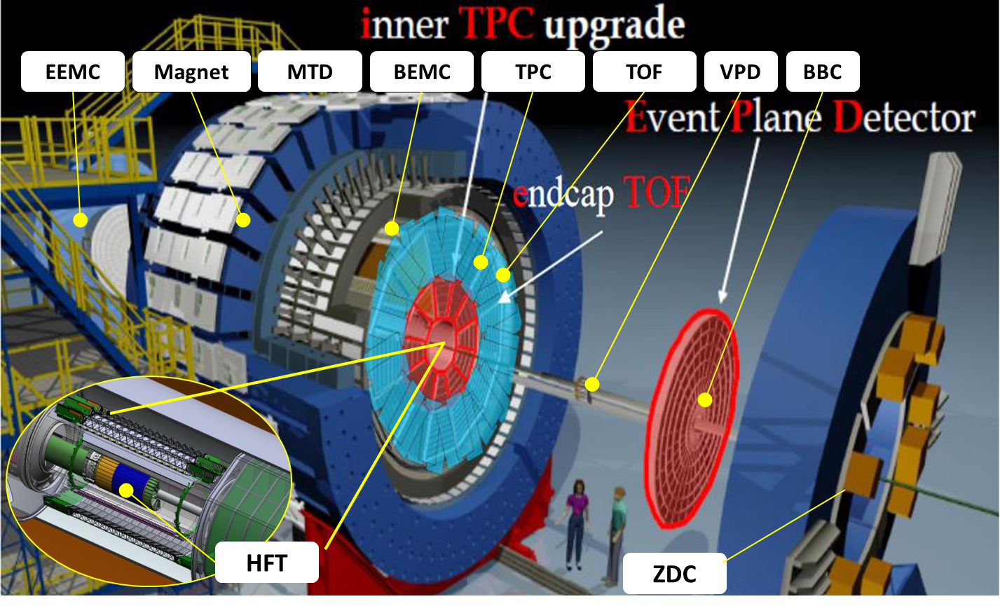 inner TPC upgrade
EEMC
Magnet
MTD
BEMC
TPC
TOF
VPD
BBC
Event Plane Detector
endcap TOF
HFT
ZDC